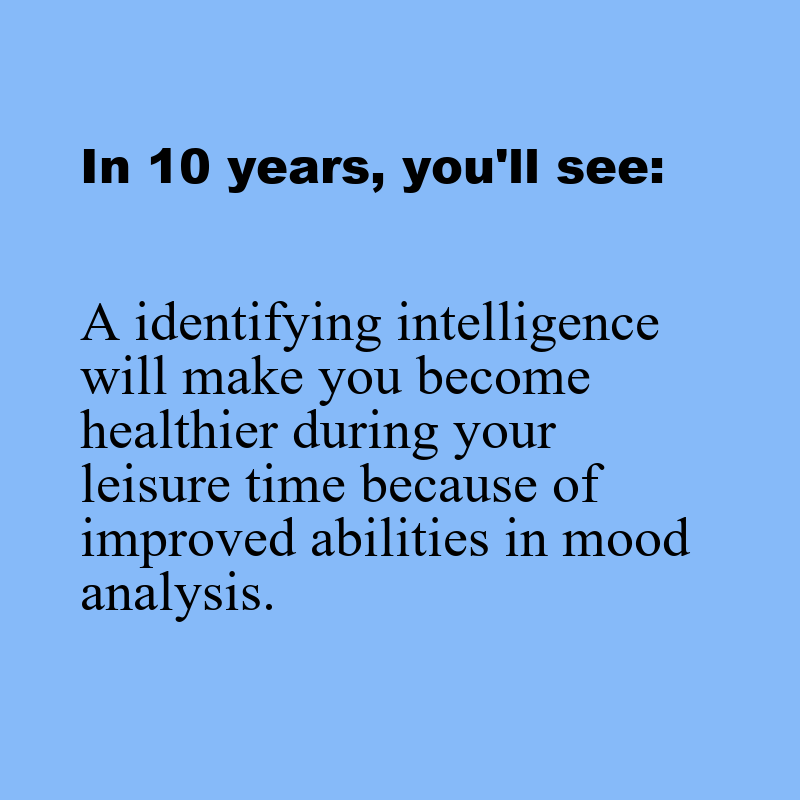 In 10 years, you'll see:
A identifying intelligence
will make you become
healthier during your
leisure time because of
improved abilities in mood
analysis.